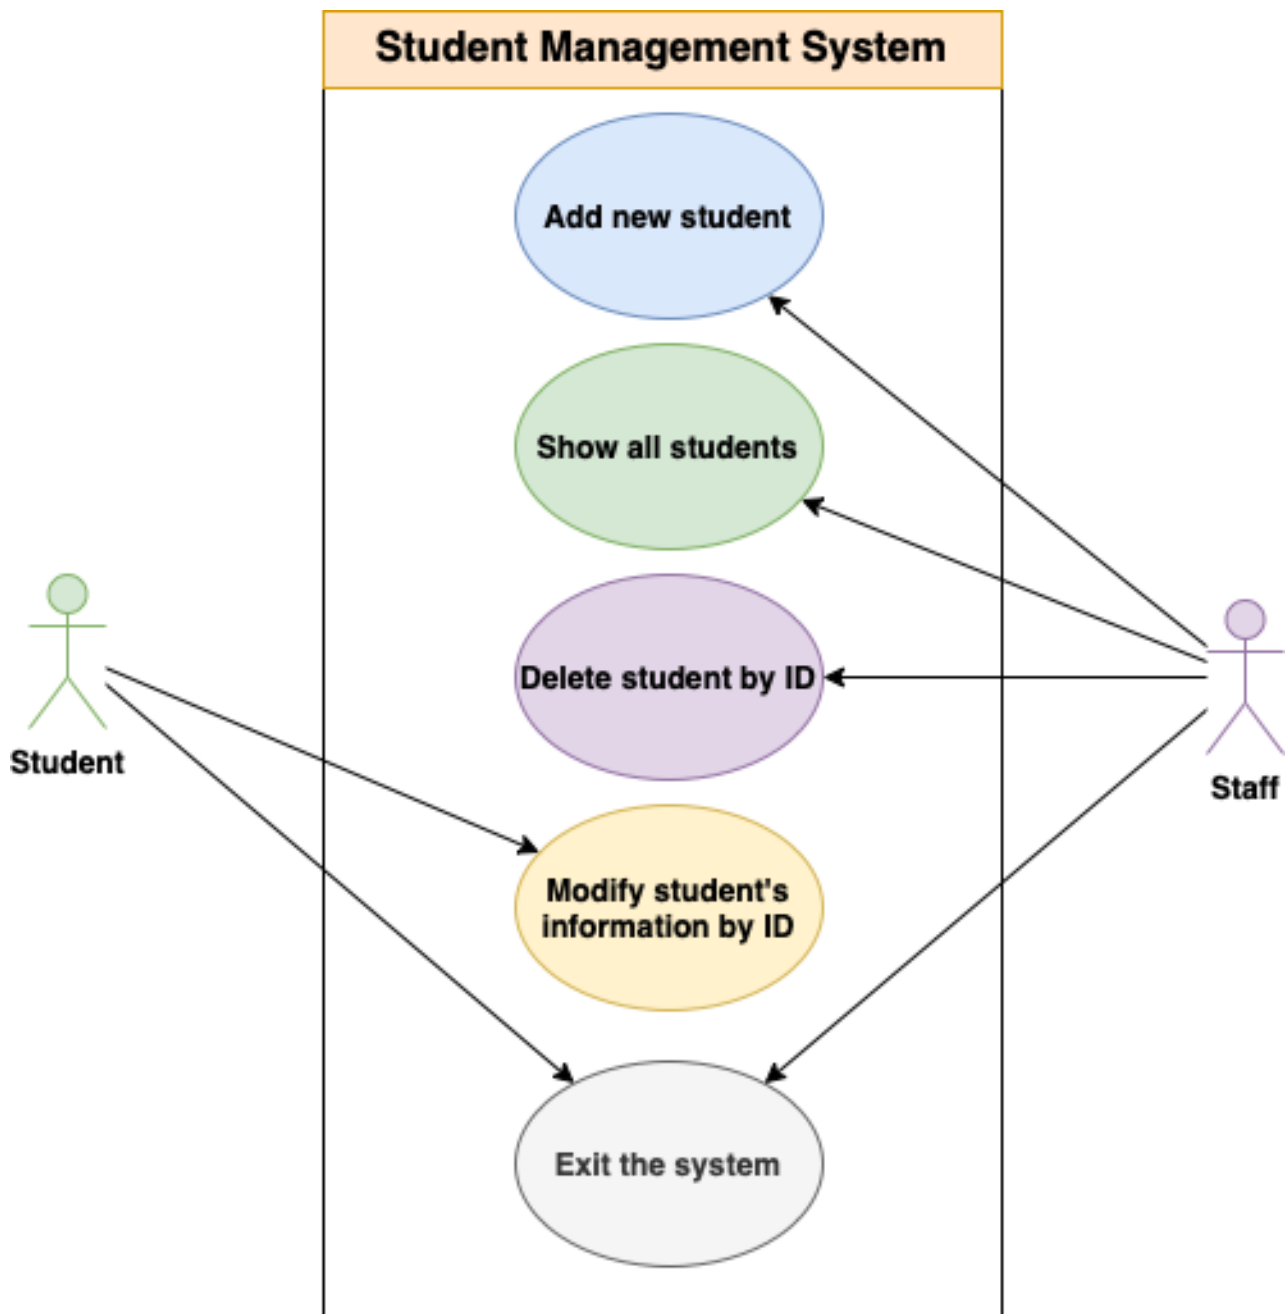 Student Management System
Add new student
Show all students
Delete student by ID
Student
Staff
Modify student's
information by ID
Exit the system